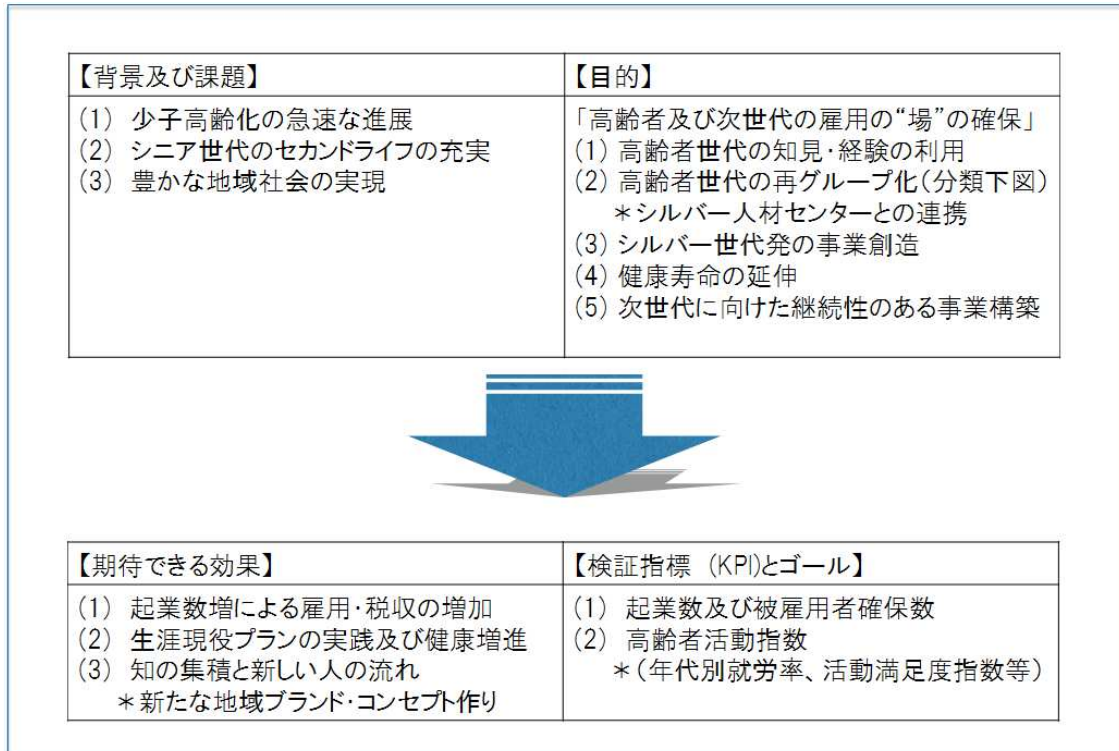 【背景及び課題】
(1) 少子高齢化の急速な進展
(2) シニア世代のセカンドライフの充実
(3) 豊かな地域社会の実現
【目的】
「高齢者及び次世代の雇用の“場”の確保」
(1) 高齢者世代の知見・経験の利用
(2) 高齢者世代の再グループ化(分類下図)
＊シルバー人材センターとの連携
(3) シルバー世代発の事業創造
(4) 健康寿命の延伸
(5) 次世代に向けた継続性のある事業構築
【期待できる効果】
(1) 起業数増による雇用・税収の増加
(2) 生涯現役プランの実践及び健康増進
(3) 知の集積と新しい人の流れ
＊新たな地域ブランド・コンセプト作り
【検証指標 (KPI)とゴール】
(1) 起業数及び被雇用者確保数
(2) 高齢者活動指数
＊(年代別就労率、活動満足度指数等)